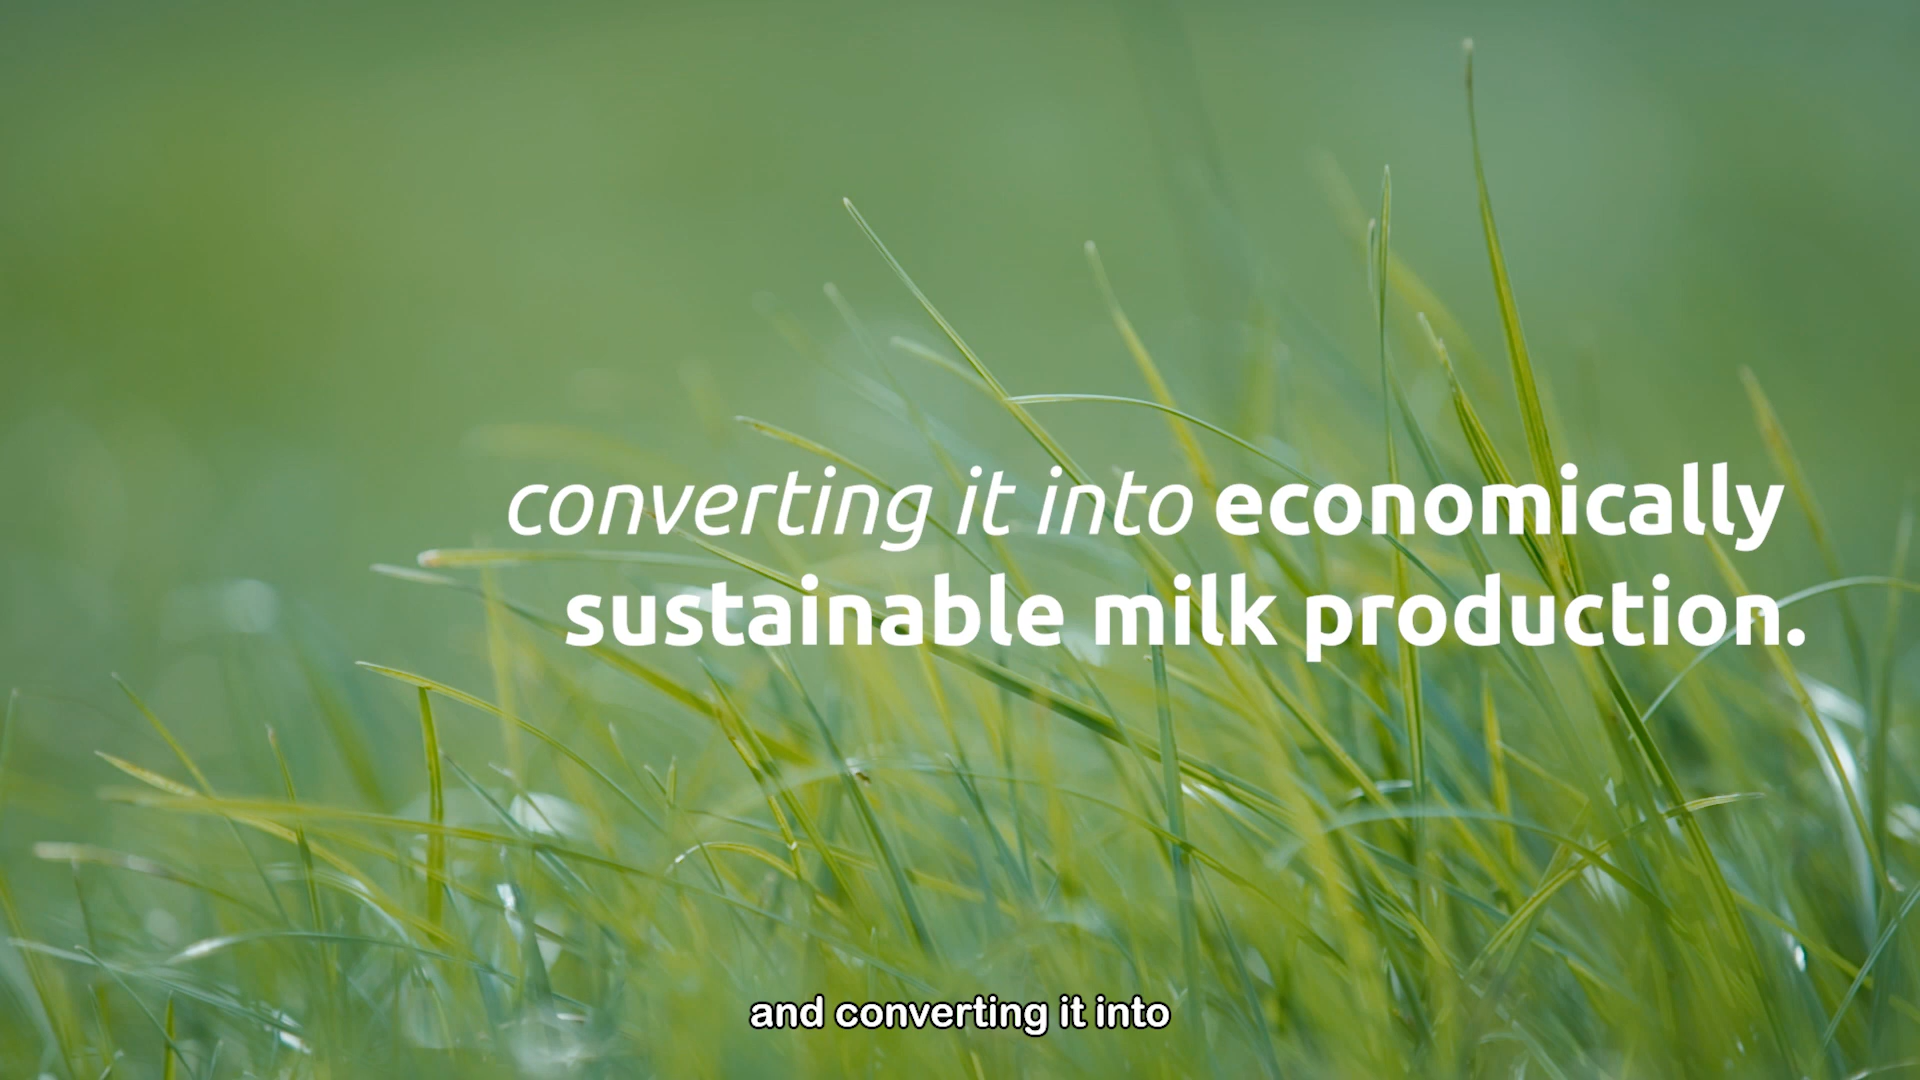 converting it into economically
sustainable milk production.
and converting it into